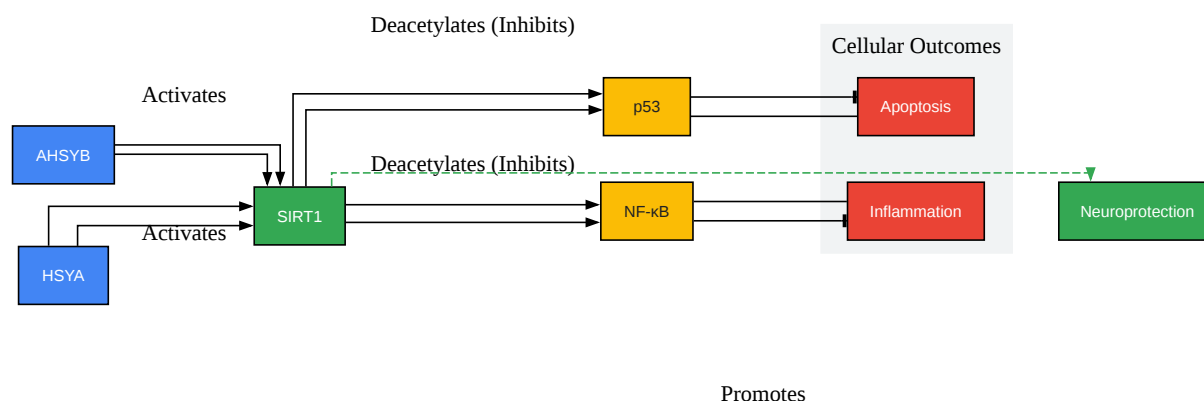 Deacetylates (Inhibits)
Cellular Outcomes
Activates
p53
Apoptosis
AHSYB
Deacetylates (Inhibits)
SIRT1
NF-κB
Inflammation
Neuroprotection
Activates
HSYA
Promotes